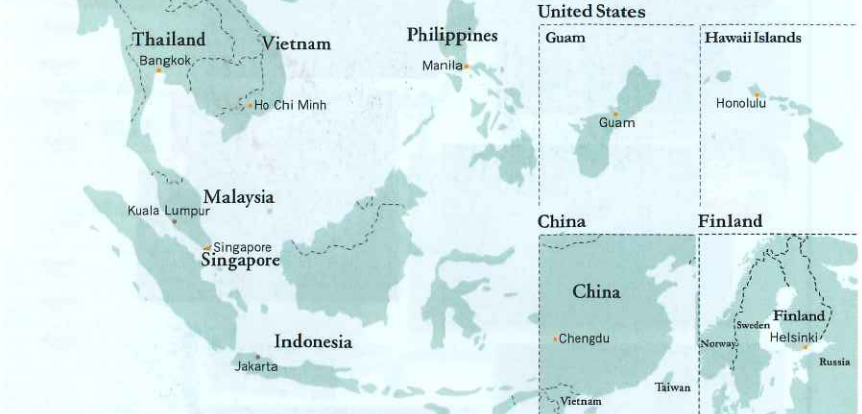 United States
Thailand
Vietnam
Philippines
Guam
Hawaii Islands
Bangkok
Manila
Ho Chi Minh
Honolulu
Guam
Malaysia
Kuala Lumpur
Singapore
Singapore
China
Finland
China
Finland
Sweden
Helsinki
Chengdu
Norway
Russia
Indonesia
Jakarta
Taiwan
Vietnam